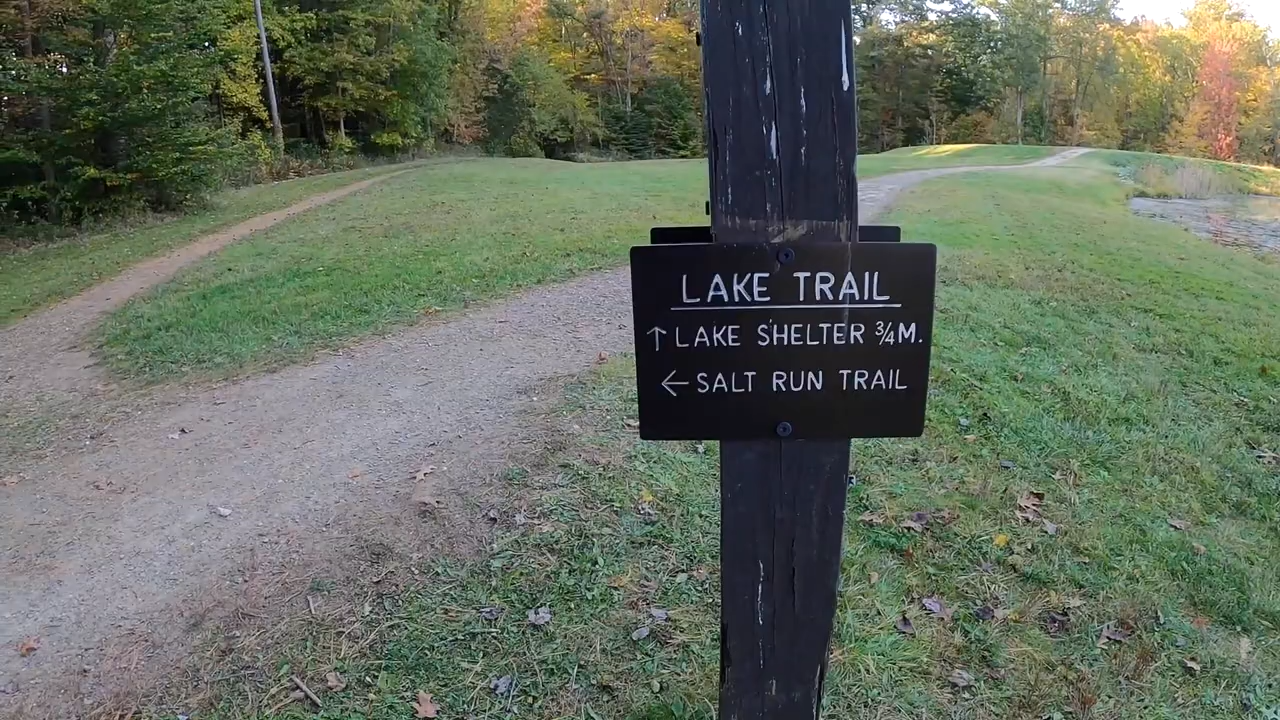 LAKE TRAIL
↑ LAKE SHELTER 3/4 M.
← SALT RUN TRAIL